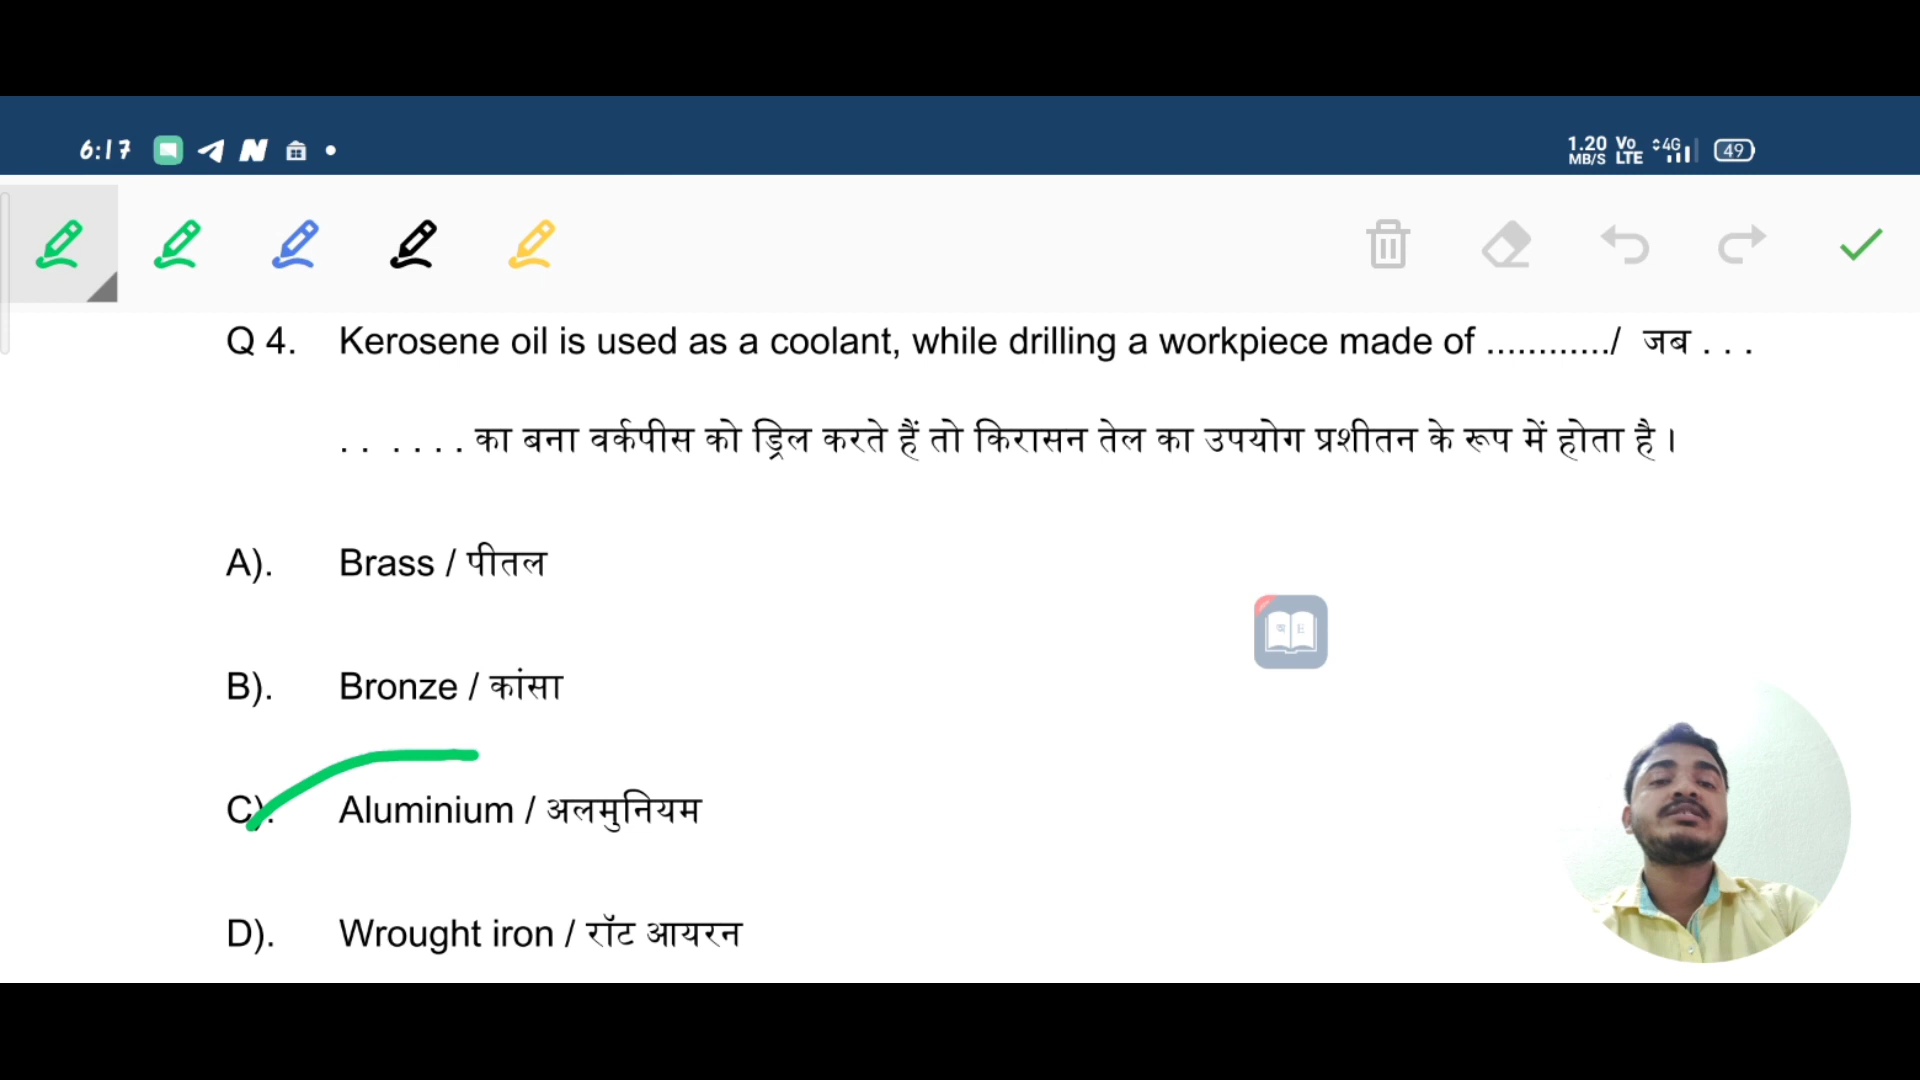 6:17 N 1.20 MB/S Vo LTE 4G 49
Q 4. Kerosene oil is used as a coolant, while drilling a workpiece made of ............/ जब . . .
. . . . . . का बना वर्कपीस को ड्रिल करते हैं तो किरासन तेल का उपयोग प्रशीतन के रूप में होता है।
A). Brass / पीतल
B). Bronze / कांसा
C). Aluminium / अलमुनियम
D). Wrought iron / रॉट आयरन